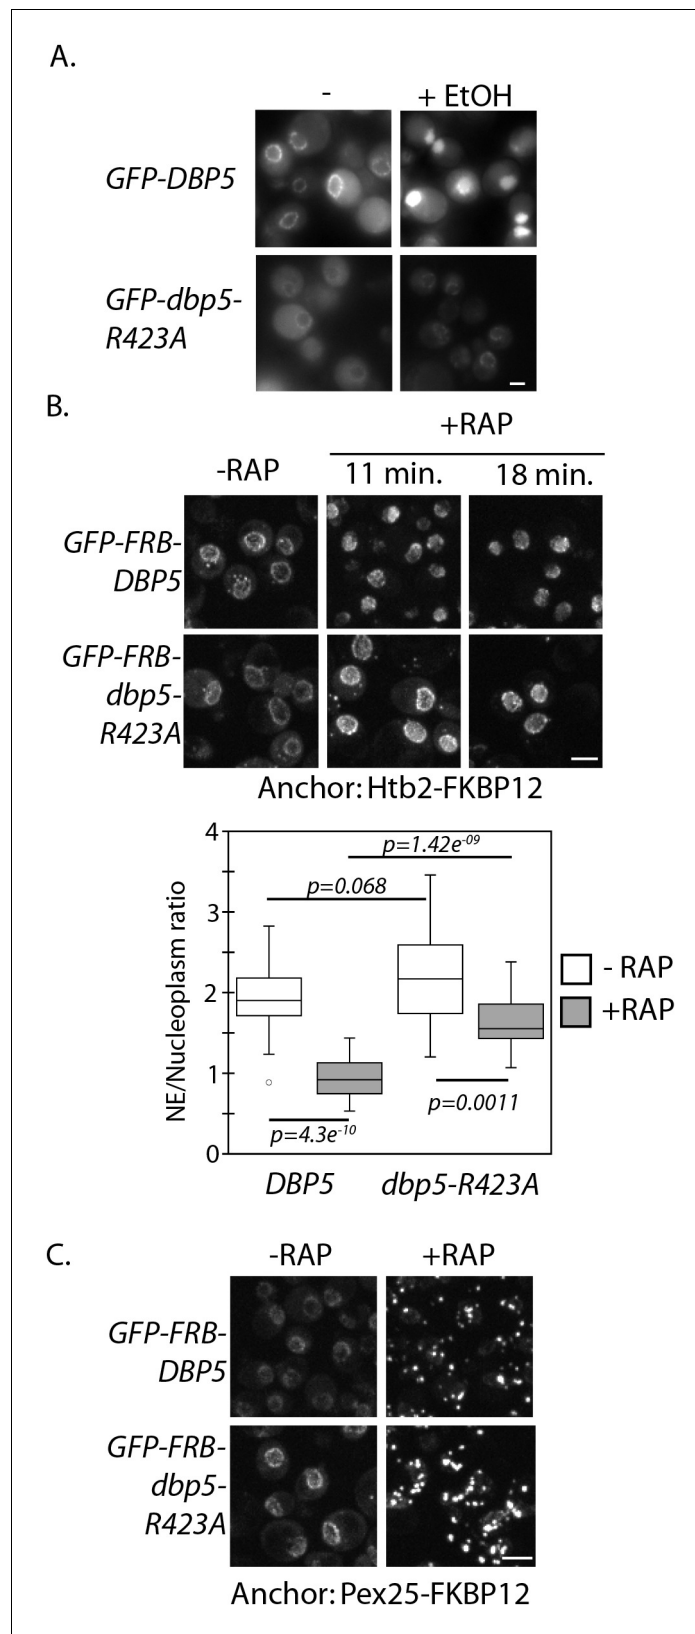 A.
- + EtOH
GFP-DBP5
GFP-dbp5-
R423A
B.
+RAP
-RAP 11 min. 18 min.
GFP-FRB-
DBP5
GFP-FRB-
dbp5-
R423A
Anchor: Htb2-FKBP12
4
p=1.42e-09
p=0.068
3
NE/Nucleoplasm ratio
- RAP
2
+RAP
1
p=0.0011
p=4.3e-10
0
DBP5 dbp5-R423A
C.
-RAP +RAP
GFP-FRB-
DBP5
GFP-FRB-
dbp5-
R423A
Anchor: Pex25-FKBP12